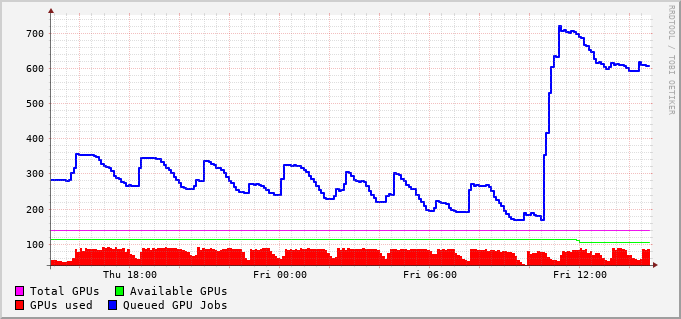 700
600
500
400
300
200
100
Thu 18:00 Fri 00:00 Fri 06:00 Fri 12:00
Total GPUs Available GPUs
GPUs used Queued GPU Jobs
RRDTOOL / TOBI OETIKER